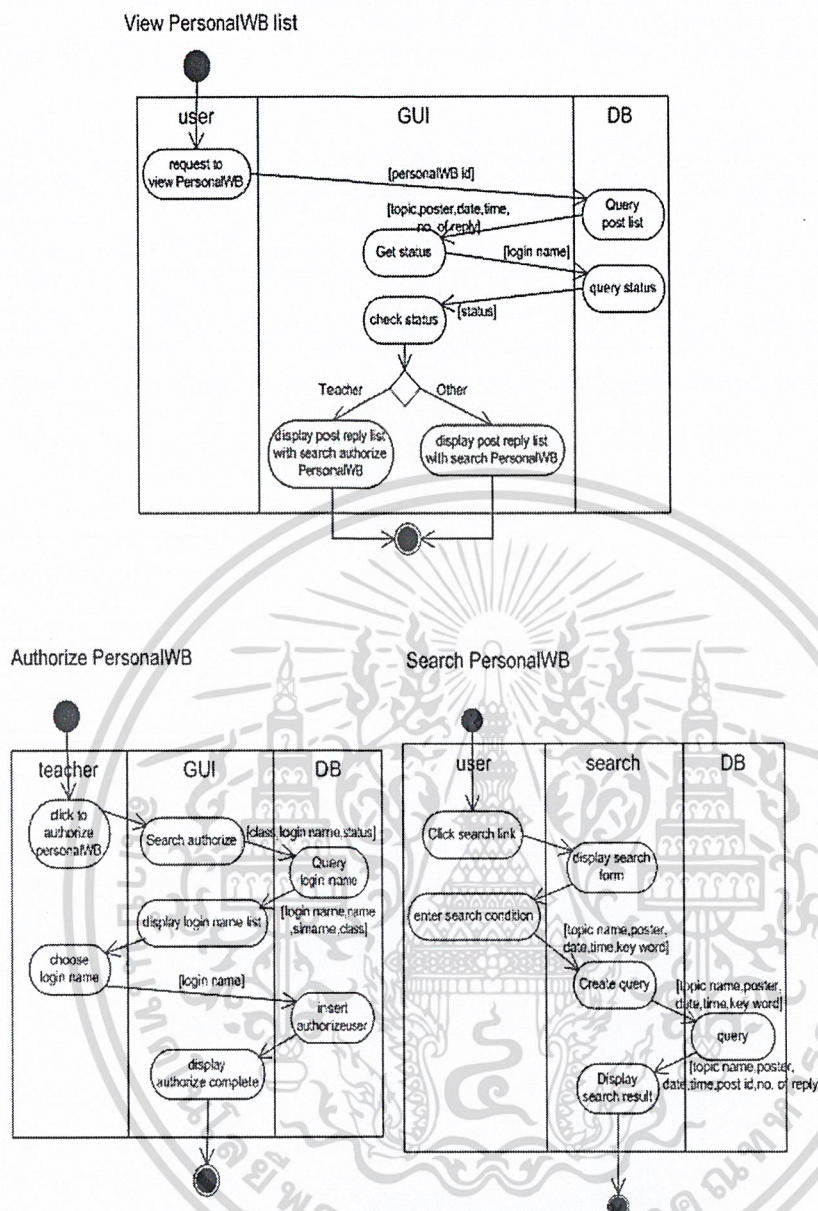 View PersonalWB list
user
GUI
DB
request to
view PersonalWB
[personalWB id]
Query
post list
[topic,poster,date,time,
no. of reply]
Get status
[login name]
query status
check status
[status]
Teacher
Other
display post reply list
with search authorize
PersonalWB
display post reply list
with search PersonalWB
Authorize PersonalWB
teacher
GUI
DB
click to
authorize
personalWB
Search authorize
[class,login name,status]
Query
login name
display login name list
[login name,name
,sirname,class]
choose
login name
[login name]
insert
authorizeuser
display
authorize complete
Search PersonalWB
user
search
DB
Click search link
display search
form
enter search condition
[topic name,poster,
date,time,key word]
Create query
[topic name,poster,
date,time,key word]
query
[topic name,poster,
date,time,post id,no. of reply]
Display
search result